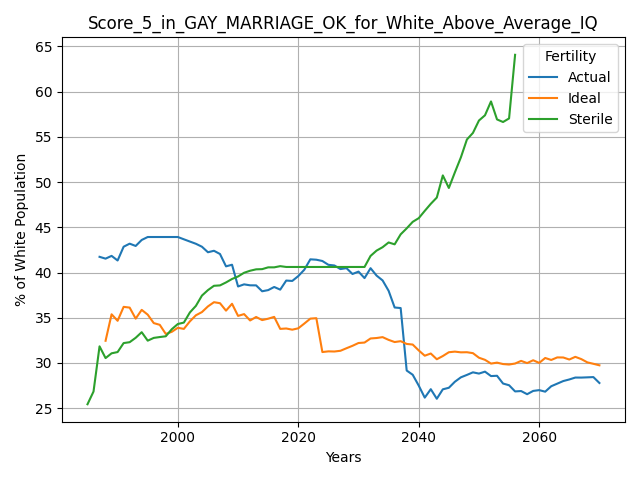 Score_5_in_GAY_MARRIAGE_OK_for_White_Above_Average_IQ
Fertility
Actual
Ideal
Sterile
% of White Population
65
60
55
50
45
40
35
30
25
2000 2020 2040 2060
Years